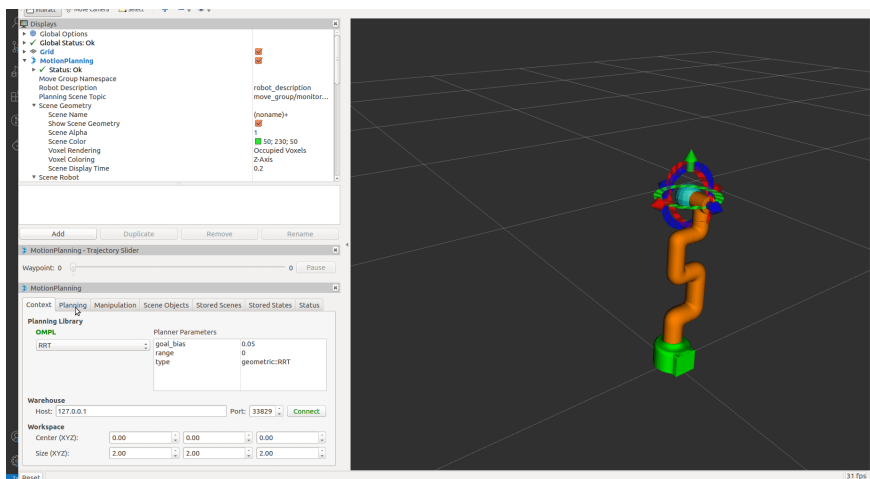 Interact Move Camera Select
Displays
Global Options
Global Status: Ok
Grid
MotionPlanning
Status: Ok
Move Group Namespace
Robot Description robot_description
Planning Scene Topic move_group/monitor...
Scene Geometry
Scene Name (noname)+
Show Scene Geometry
Scene Alpha 1
Scene Color 50; 230; 50
Voxel Rendering Occupied Voxels
Voxel Coloring Z-Axis
Scene Display Time 0.2
Scene Robot
Add Duplicate Remove Rename
MotionPlanning - Trajectory Slider
Waypoint: 0 0 Pause
MotionPlanning
Context Planning Manipulation Scene Objects Stored Scenes Stored States Status
Planning Library
OMPL Planner Parameters
RRT
goal_bias 0.05
range 0
type geometric::RRT
Warehouse
Host: 127.0.0.1 Port: 33829 Connect
Workspace
Center (XYZ): 0.00 0.00 0.00
Size (XYZ): 2.00 2.00 2.00
Reset 31 fps